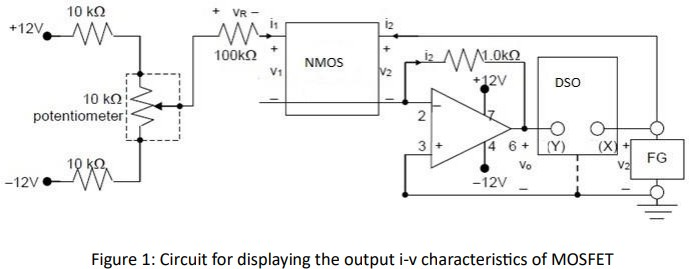 10 kΩ
+12V
10 kΩ
potentiometer
10 kΩ
−12V
+ VR −
100kΩ
i1
+
V1
NMOS
i2
+
V2
i2
1.0kΩ
+12V
2
−
7
3
+
4
6
+
Vo
−
−12V
DSO
(Y)
(X)
+
V2
−
FG
Figure 1: Circuit for displaying the output i-v characteristics of MOSFET